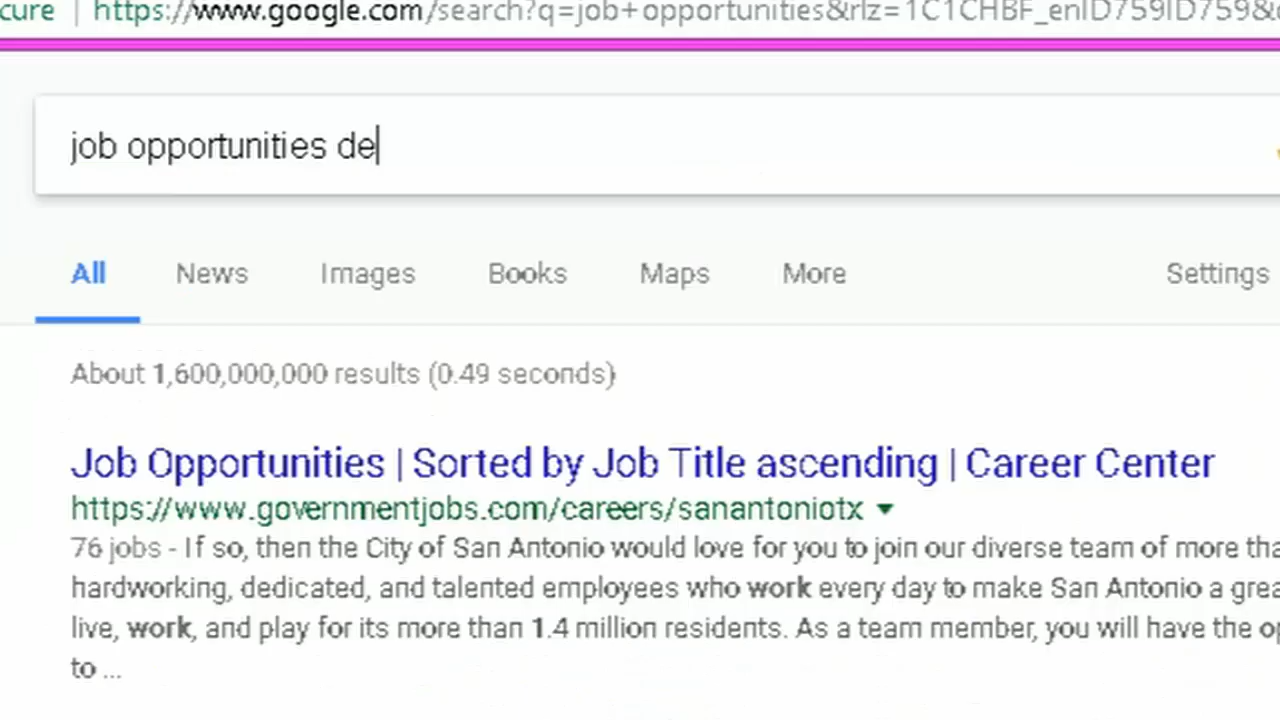 cure | https://www.google.com/search?q=job+opportunities&rlz=1C1CHBF_enID759ID759&
job opportunities de
All News Images Books Maps More Settings
About 1,600,000,000 results (0.49 seconds)
Job Opportunities | Sorted by Job Title ascending | Career Center
https://www.governmentjobs.com/careers/sanantoniotx
76 jobs - If so, then the City of San Antonio would love for you to join our diverse team of more tha
hardworking, dedicated, and talented employees who work every day to make San Antonio a grea
live, work, and play for its more than 1.4 million residents. As a team member, you will have the op
to ...